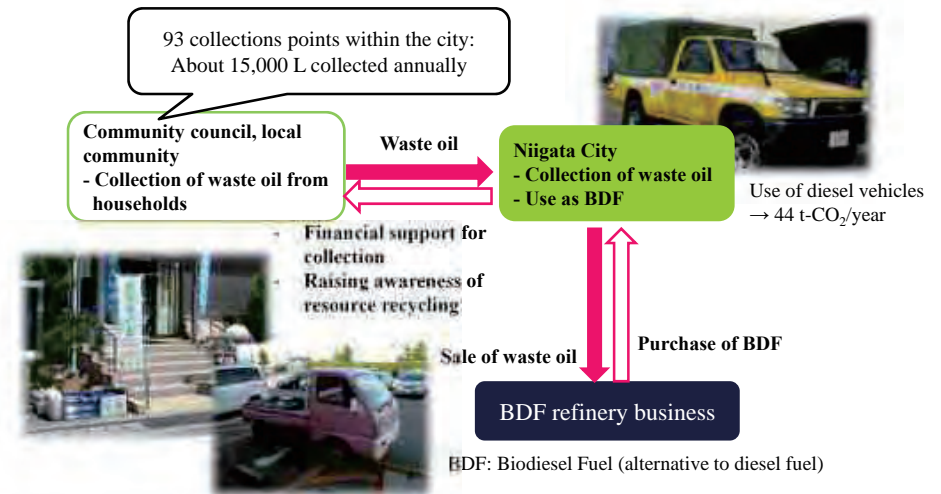 93 collections points within the city:
About 15,000 L collected annually
Community council, local
community
- Collection of waste oil from
households
Waste oil
Niigata City
- Collection of waste oil
- Use as BDF
Use of diesel vehicles
→ 44 t-CO₂/year
- Financial support for
collection
- Raising awareness of
resource recycling
Sale of waste oil
Purchase of BDF
BDF refinery business
BDF: Biodiesel Fuel (alternative to diesel fuel)